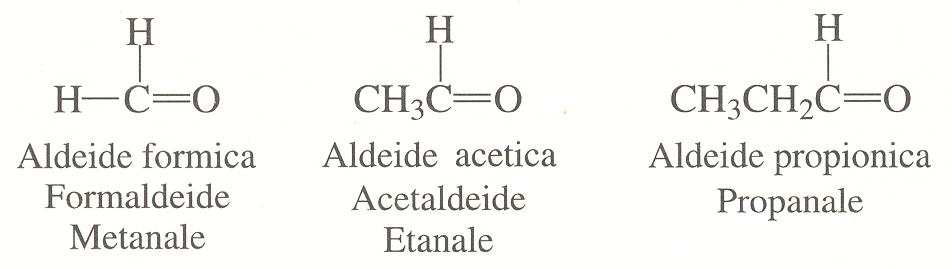 H
H—C=O
Aldeide formica
Formaldeide
Metanale
H
CH₃C=O
Aldeide acetica
Acetaldeide
Etanale
H
CH₃CH₂C=O
Aldeide propionica
Propanale